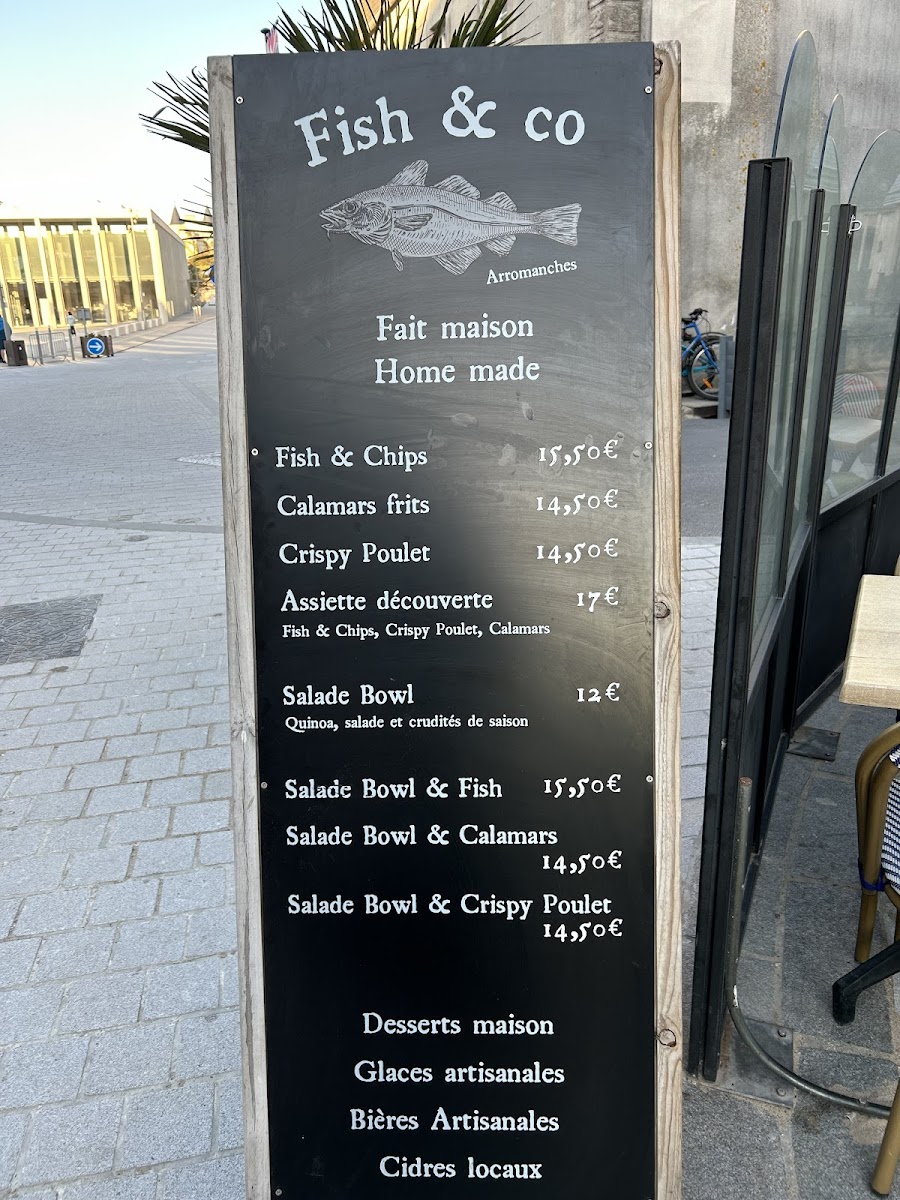 Fish & co
Arromanches
Fait maison
Home made
Fish & Chips 15,50€
Calamars frits 14,50€
Crispy Poulet 14,50€
Assiette découverte 17€
Fish & Chips, Crispy Poulet, Calamars
Salade Bowl 12€
Quinoa, salade et crudités de saison
Salade Bowl & Fish 15,50€
Salade Bowl & Calamars
14,50€
Salade Bowl & Crispy Poulet
14,50€
Desserts maison
Glaces artisanales
Bières Artisanales
Cidres locaux